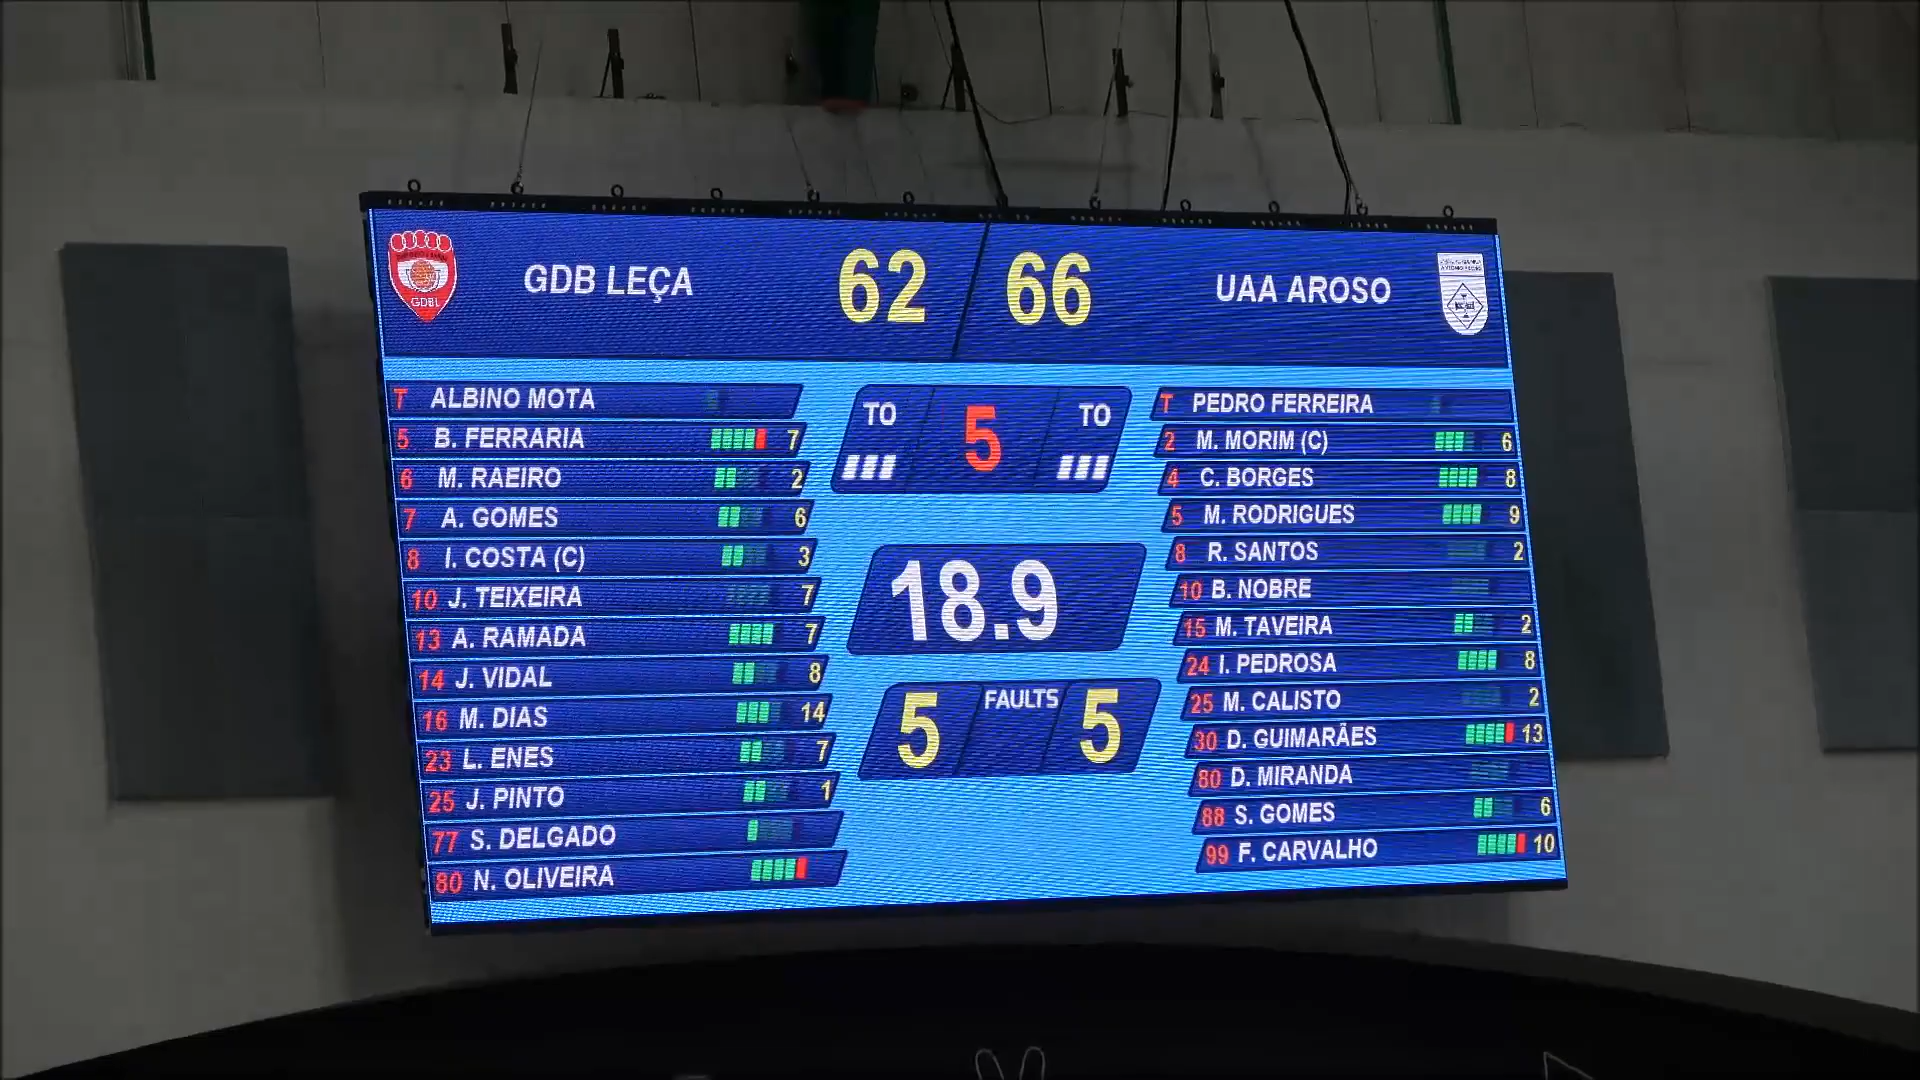 GDB LEÇA 62 66 UAA AROSO
GDBL
T ALBINO MOTA
5 B. FERRARIA 7
6 M. RAEIRO 2
7 A. GOMES 6
8 I. COSTA (C) 3
10 J. TEIXEIRA 7
13 A. RAMADA 7
14 J. VIDAL 8
16 M. DIAS 14
23 L. ENES 7
25 J. PINTO 1
77 S. DELGADO
80 N. OLIVEIRA
TO 5 TO
18.9
5 FAULTS 5
T PEDRO FERREIRA
2 M. MORIM (C) 6
4 C. BORGES 8
5 M. RODRIGUES 9
8 R. SANTOS 2
10 B. NOBRE
15 M. TAVEIRA 2
24 I. PEDROSA 8
25 M. CALISTO 2
30 D. GUIMARÃES 13
80 D. MIRANDA
88 S. GOMES 6
99 F. CARVALHO 10